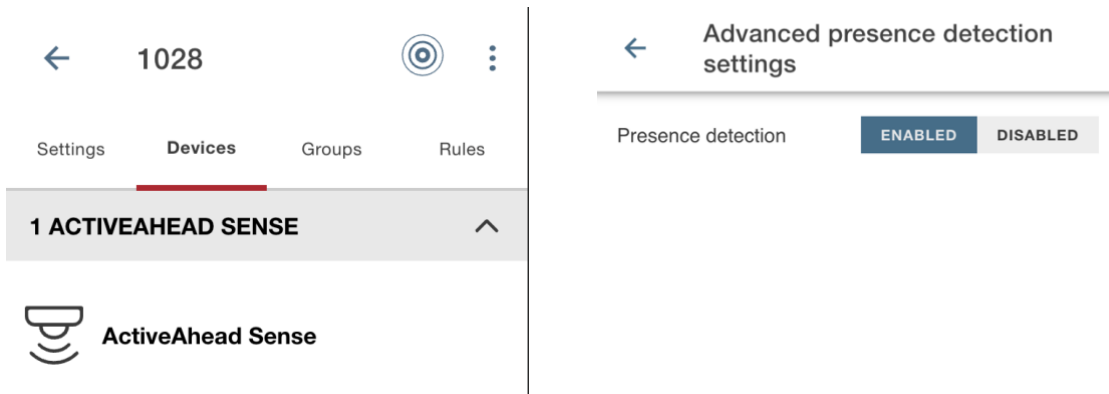 1028
Settings Devices Groups Rules
1 ACTIVEAHEAD SENSE
ActiveAhead Sense
Advanced presence detection
settings
Presence detection ENABLED DISABLED